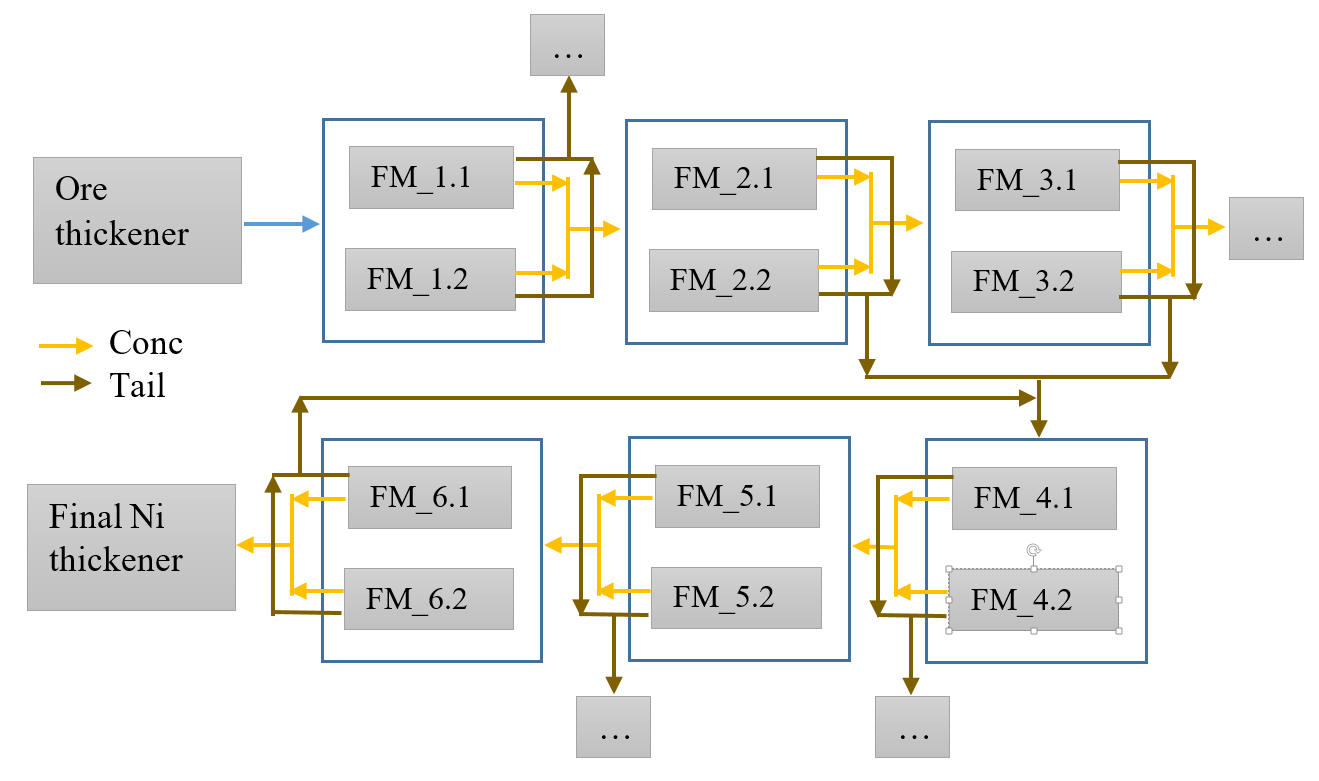 …
Ore
thickener
FM_1.1
FM_1.2
FM_2.1
FM_2.2
FM_3.1
FM_3.2
…
Conc
Tail
Final Ni
thickener
FM_6.1
FM_6.2
FM_5.1
FM_5.2
FM_4.1
FM_4.2
…
…